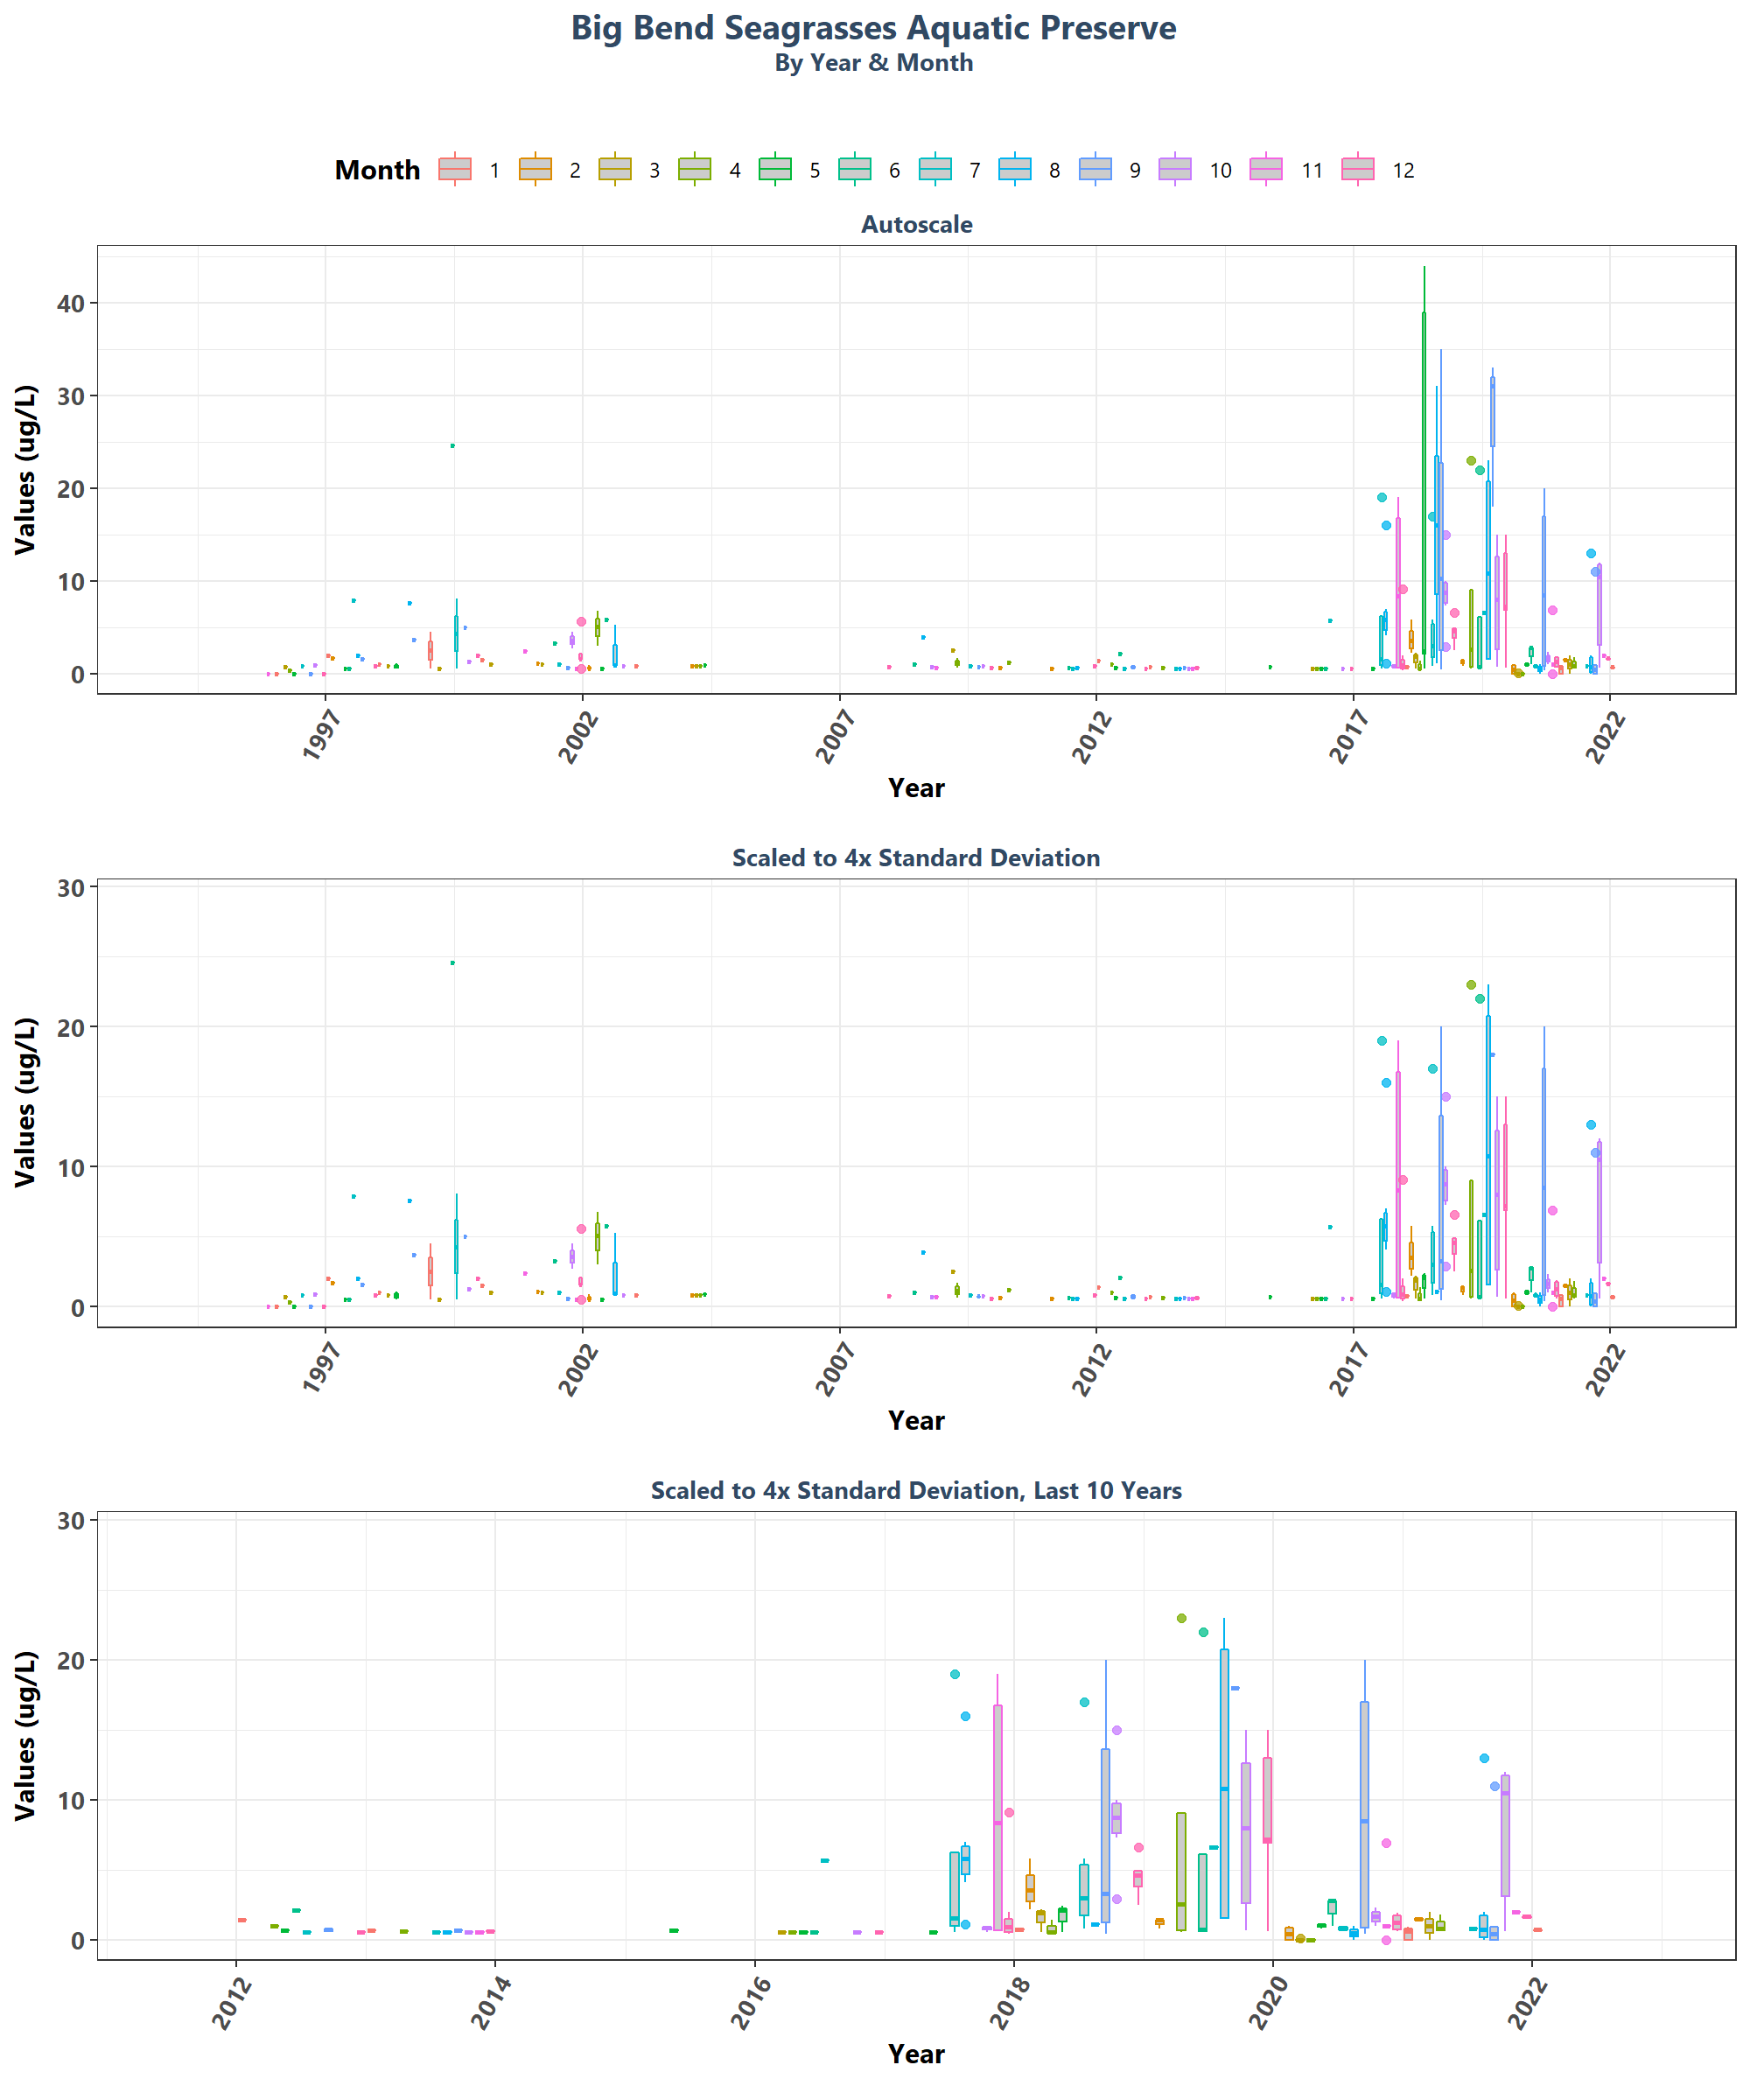 Big Bend Seagrasses Aquatic Preserve
By Year & Month
Month 1 2 3 4 5 6 7 8 9 10 11 12
Autoscale
Values (ug/L)
40
30
20
10
0
1997 2002 2007 2012 2017 2022
Year
Scaled to 4x Standard Deviation
Values (ug/L)
30
20
10
0
1997 2002 2007 2012 2017 2022
Year
Scaled to 4x Standard Deviation, Last 10 Years
Values (ug/L)
30
20
10
0
2012 2014 2016 2018 2020 2022
Year